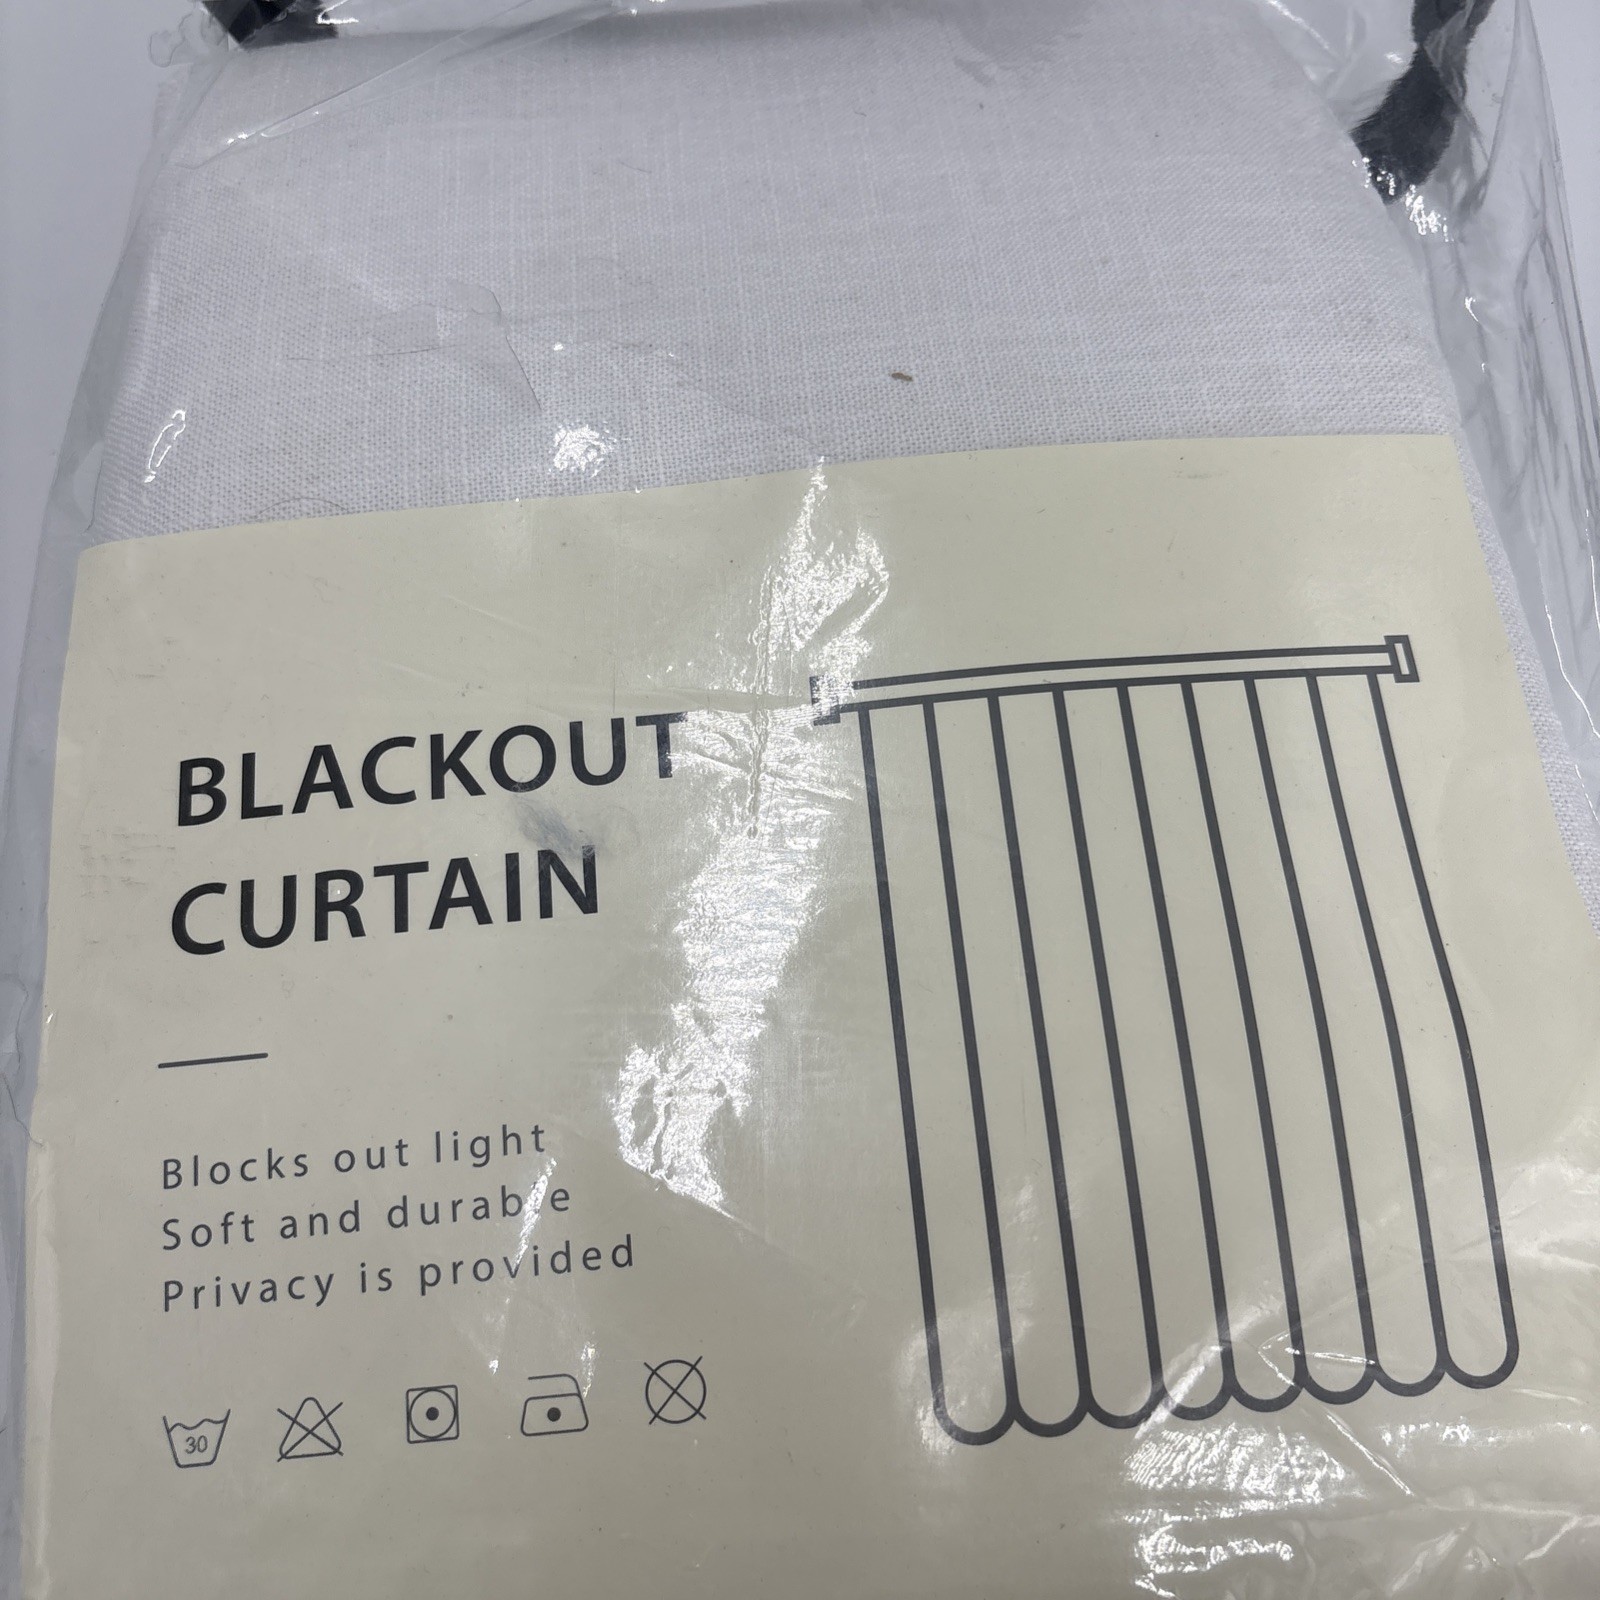 BLACKOUT
CURTAIN
Blocks out light
Soft and durable
Privacy is provided
30